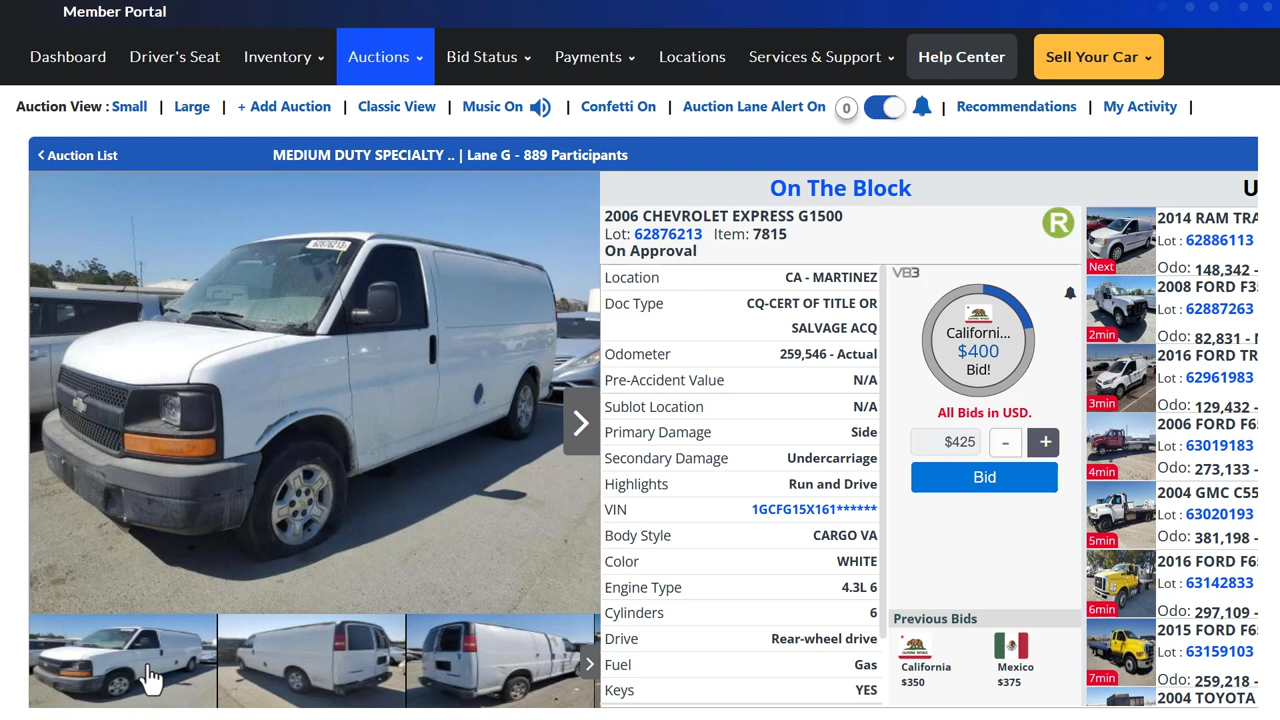 Member Portal
Dashboard Driver's Seat Inventory Auctions Bid Status Payments Locations Services & Support Help Center Sell Your Car
Auction View : Small | Large | + Add Auction | Classic View | Music On | Confetti On | Auction Lane Alert On 0 | Recommendations | My Activity |
Auction List MEDIUM DUTY SPECIALTY .. | Lane G - 889 Participants
62876213
On The Block
U
2006 CHEVROLET EXPRESS G1500
Lot: 62876213 Item: 7815
On Approval
R
Location CA - MARTINEZ
Doc Type CQ-CERT OF TITLE OR
SALVAGE ACQ
Odometer 259,546 - Actual
Pre-Accident Value N/A
Sublot Location N/A
Primary Damage Side
Secondary Damage Undercarriage
Highlights Run and Drive
VIN 1GCFG15X161******
Body Style CARGO VA
Color WHITE
Engine Type 4.3L 6
Cylinders 6
Drive Rear-wheel drive
Fuel Gas
Keys YES
VB3
Californi...
$400
Bid!
All Bids in USD.
$425 - +
Bid
Previous Bids
California Mexico
$350 $375
2014 RAM TRA
Lot : 62886113
Next Odo: 148,342 -
2008 FORD F3
Lot : 62887263
2min Odo: 82,831 -
2016 FORD TR
Lot : 62961983
3min Odo: 129,432 -
2006 FORD F6
Lot : 63019183
4min Odo: 273,133 -
2004 GMC C55
Lot : 63020193
5min Odo: 381,198 -
2016 FORD F6
Lot : 63142833
6min Odo: 297,109 -
2015 FORD F6
Lot : 63159103
7min Odo: 259,218 -
2004 TOYOTA